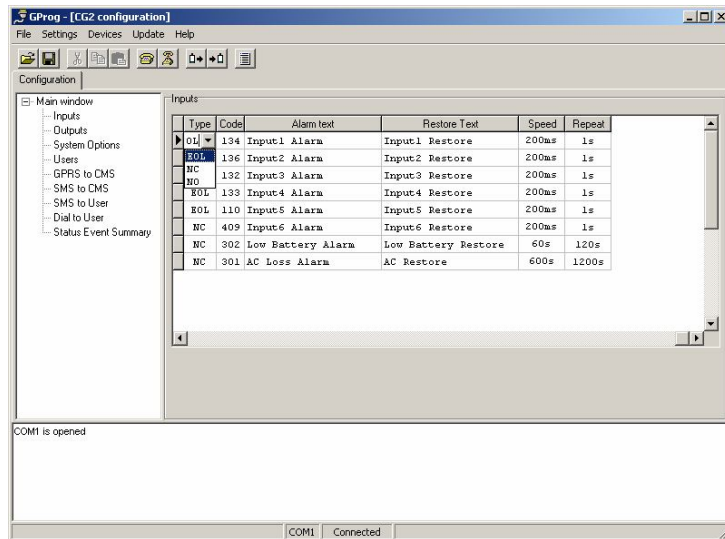 GProg - [CG2 configuration]
File Settings Devices Update Help
Configuration
Main window
Inputs
Outputs
System Options
Users
GPRS to CMS
SMS to CMS
SMS to User
Dial to User
Status Event Summary
Inputs
Type Code Alarm text Restore Text Speed Repeat
OL 134 Input1 Alarm Input1 Restore 200ms 1s
EOL 136 Input2 Alarm Input2 Restore 200ms 1s
NC 132 Input3 Alarm Input3 Restore 200ms 1s
NO
EOL 133 Input4 Alarm Input4 Restore 200ms 1s
EOL 110 Input5 Alarm Input5 Restore 200ms 1s
NC 409 Input6 Alarm Input6 Restore 200ms 1s
NC 302 Low Battery Alarm Low Battery Restore 60s 120s
NC 301 AC Loss Alarm AC Restore 600s 1200s
COM1 is opened
COM1 Connected